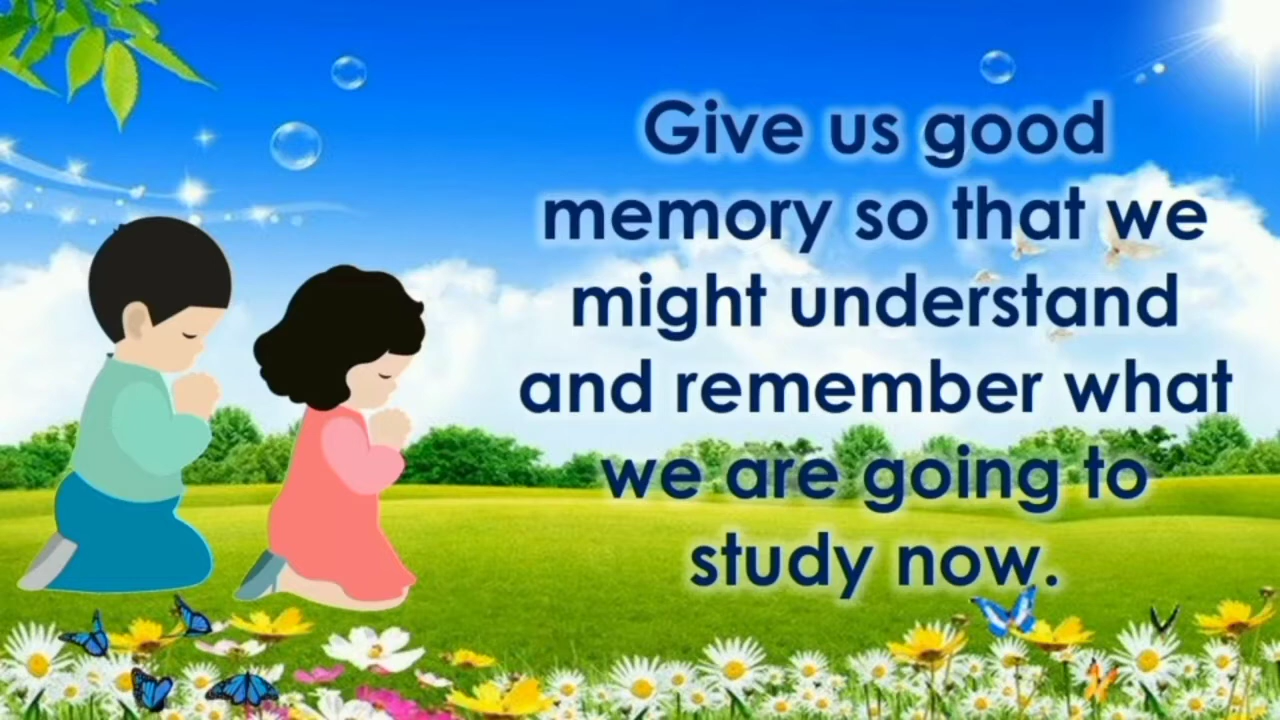 Give us good
memory so that we
might understand
and remember what
we are going to
study now.